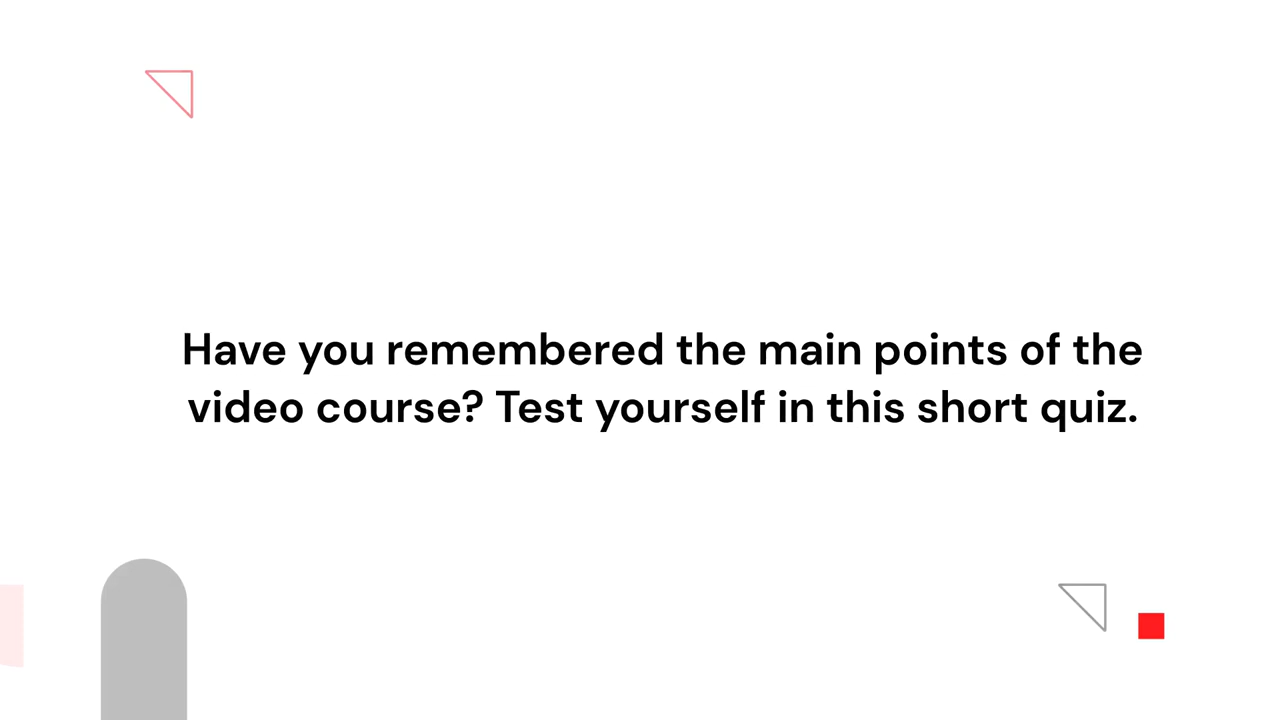 Have you remembered the main points of the
video course? Test yourself in this short quiz.